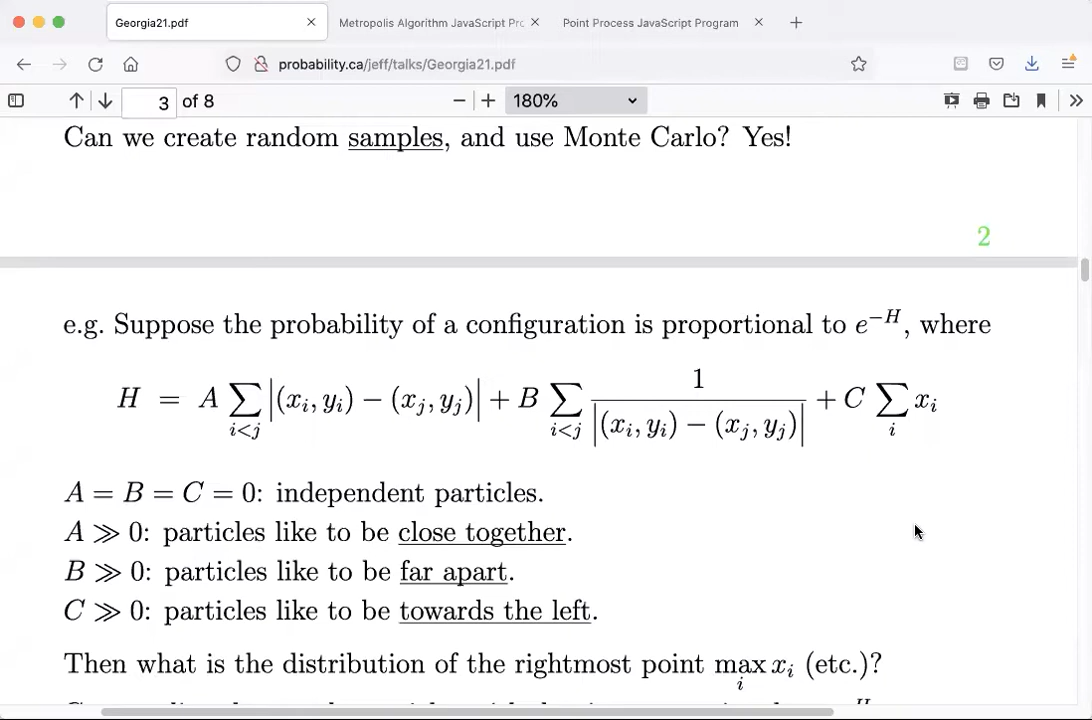 Georgia21.pdf
Metropolis Algorithm JavaScript Prc
Point Process JavaScript Program
probability.ca/jeff/talks/Georgia21.pdf
3 of 8
180%
Can we create random samples, and use Monte Carlo? Yes!
2
e.g. Suppose the probability of a configuration is proportional to e^{-H}, where
H = A ∑_{i<j} |(x_i, y_i) − (x_j, y_j)| + B ∑_{i<j} 1/|(x_i, y_i) − (x_j, y_j)| + C ∑_i x_i
A = B = C = 0: independent particles.
A ≫ 0: particles like to be close together.
B ≫ 0: particles like to be far apart.
C ≫ 0: particles like to be towards the left.
Then what is the distribution of the rightmost point max_i x_i (etc.)?